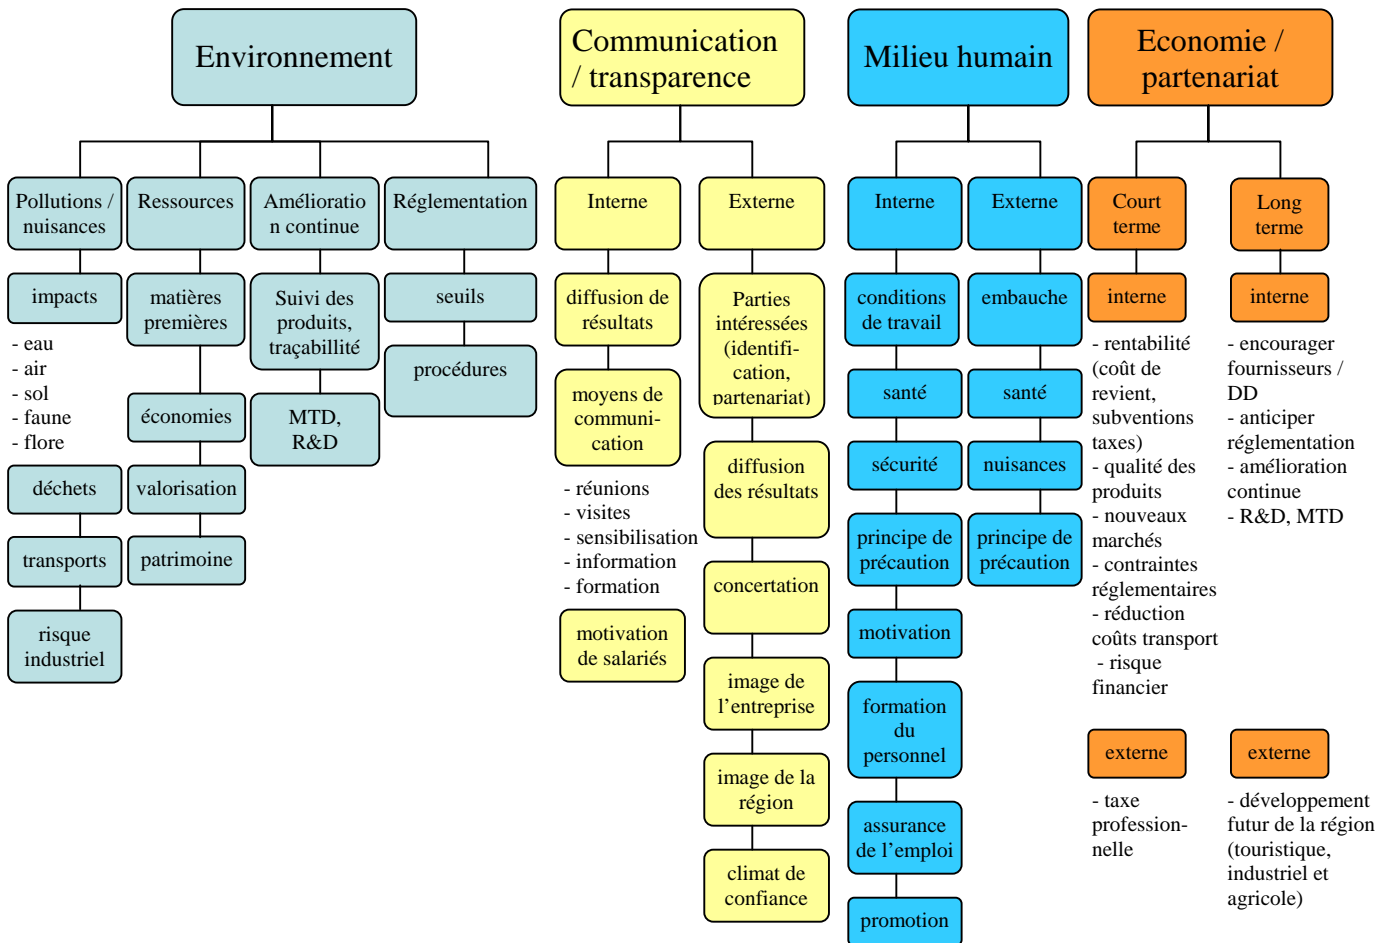 Environnement
Communication
/ transparence
Milieu humain
Economie /
partenariat
Pollutions /
nuisances
Ressources
Amélioratio
n continue
Réglementation
Interne
Externe
Interne
Externe
Court
terme
Long
terme
impacts
- eau
- air
- sol
- faune
- flore
déchets
transports
risque
industriel
matières
premières
économies
valorisation
patrimoine
Suivi des
produits,
traçabillité
MTD,
R&D
seuils
procédures
diffusion de
résultats
moyens de
communi-
cation
- réunions
- visites
- sensibilisation
- information
- formation
motivation
de salariés
Parties
intéressées
(identifi-
cation,
partenariat)
diffusion
des résultats
concertation
image de
l’entreprise
image de la
région
climat de
confiance
conditions
de travail
santé
sécurité
principe de
précaution
motivation
formation
du
personnel
assurance
de l’emploi
promotion
embauche
santé
nuisances
principe de
précaution
interne
- rentabilité
(coût de
revient,
subventions
taxes)
- qualité des
produits
- nouveaux
marchés
- contraintes
réglementaires
- réduction
coûts transport
- risque
financier
externe
- taxe
profession-
nelle
interne
- encourager
fournisseurs /
DD
- anticiper
réglementation
- amélioration
continue
- R&D, MTD
externe
- développement
futur de la région
(touristique,
industriel et
agricole)